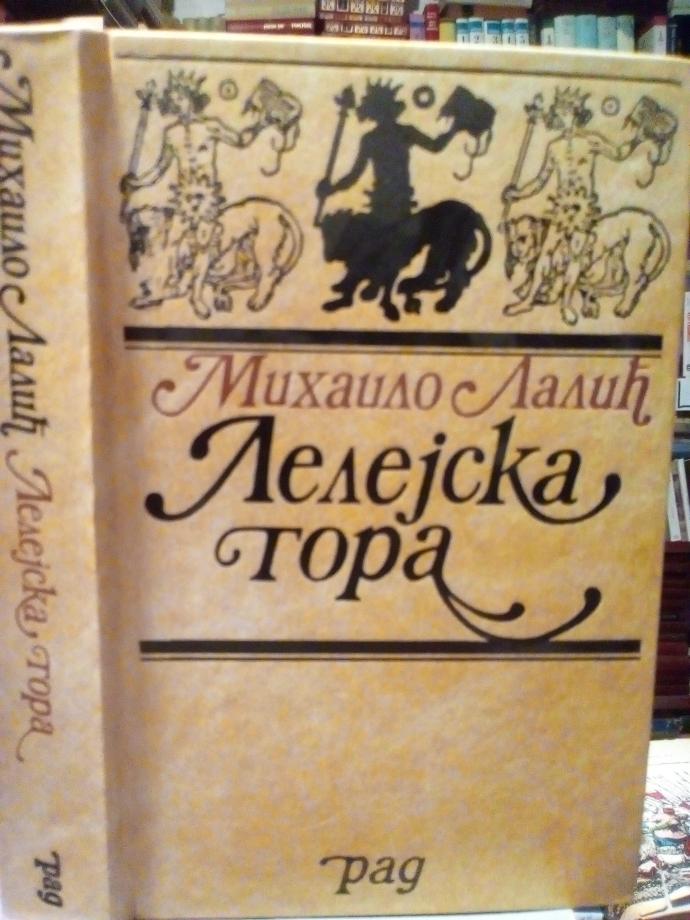 Михаило Лалић Лелејска гора
рад
Михаило Лалић
Лелејска
гора
рад